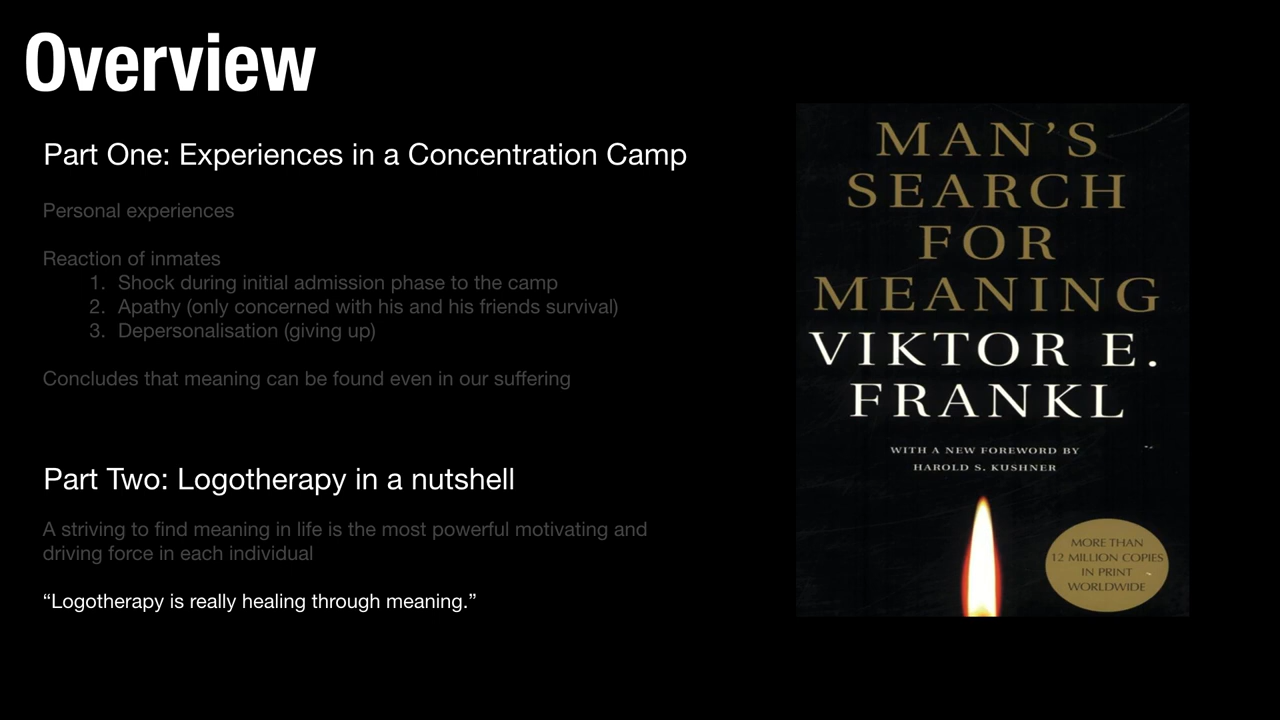 Overview
Part One: Experiences in a Concentration Camp
Personal experiences
Reaction of inmates
1. Shock during initial admission phase to the camp
2. Apathy (only concerned with his and his friends survival)
3. Depersonalisation (giving up)
Concludes that meaning can be found even in our suffering
Part Two: Logotherapy in a nutshell
A striving to find meaning in life is the most powerful motivating and
driving force in each individual
“Logotherapy is really healing through meaning.”
MAN'S
SEARCH
FOR
MEANING
VIKTOR E.
FRANKL
WITH A NEW FOREWORD BY
HAROLD S. KUSHNER
MORE THAN
12 MILLION COPIES
IN PRINT
WORLDWIDE